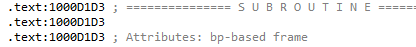 .text:1000D1D3 ; =============== S U B R O U T I N E ======
.text:1000D1D3
.text:1000D1D3 ; Attributes: bp-based frame